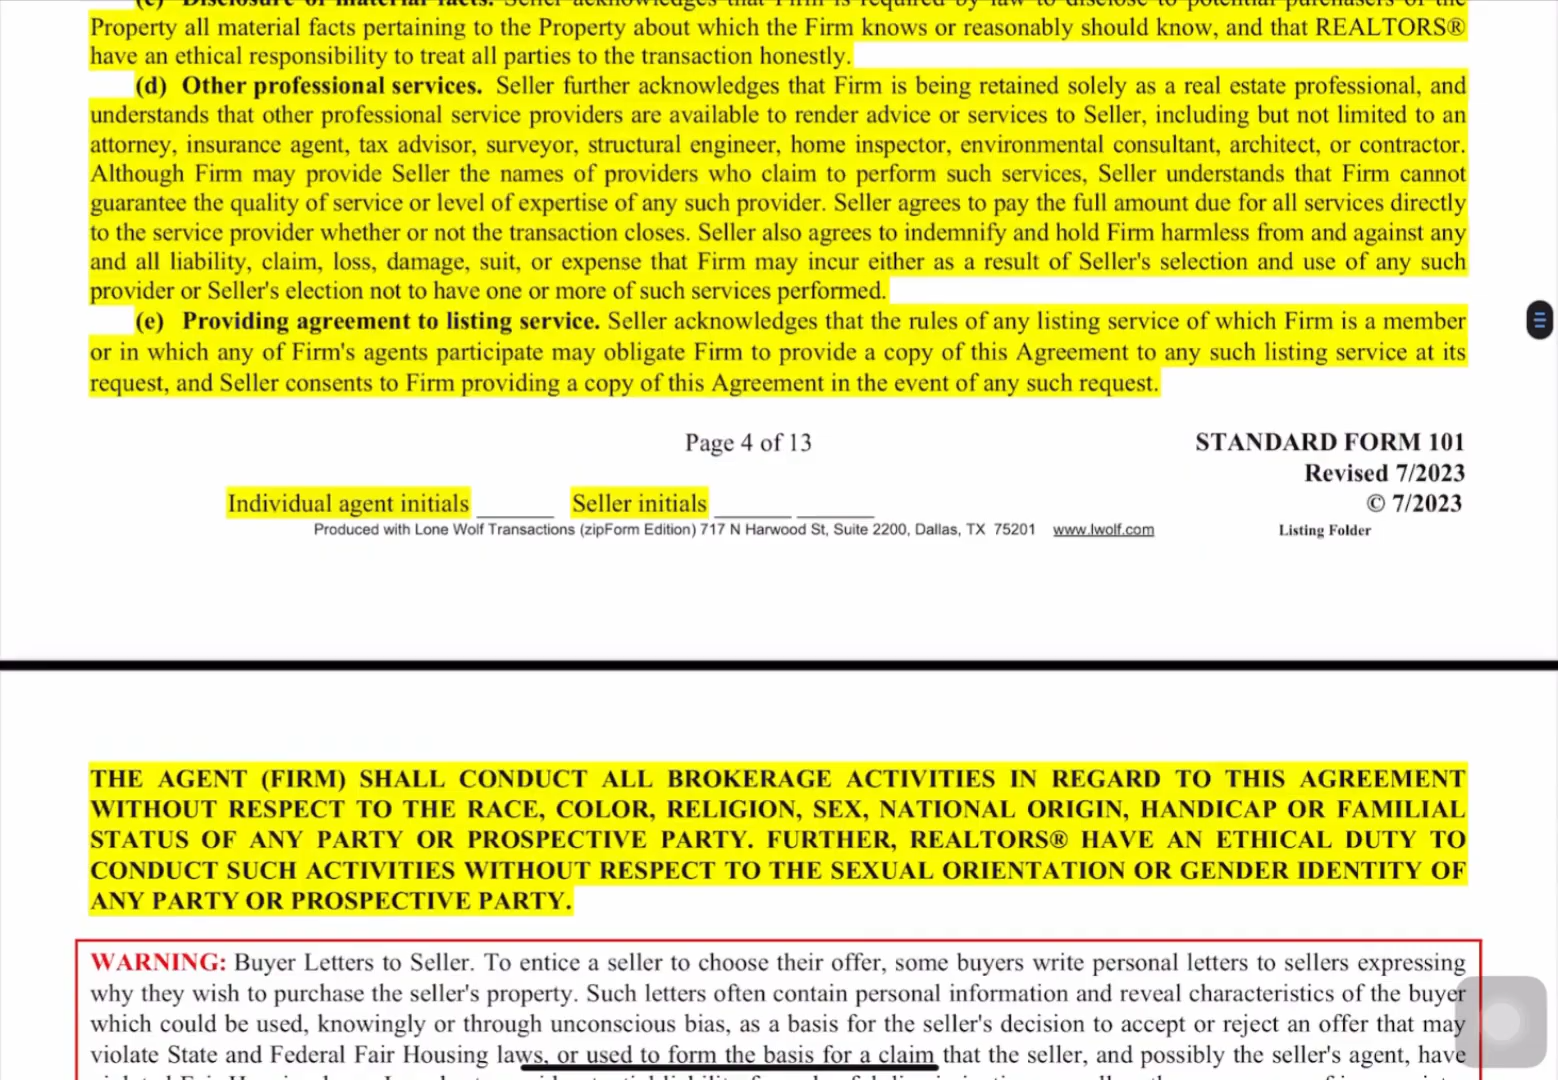 (c) Disclosure of material facts. Seller acknowledges that Firm is required by law to disclose to potential purchasers of the
Property all material facts pertaining to the Property about which the Firm knows or reasonably should know, and that REALTORS®
have an ethical responsibility to treat all parties to the transaction honestly.
(d) Other professional services. Seller further acknowledges that Firm is being retained solely as a real estate professional, and
understands that other professional service providers are available to render advice or services to Seller, including but not limited to an
attorney, insurance agent, tax advisor, surveyor, structural engineer, home inspector, environmental consultant, architect, or contractor.
Although Firm may provide Seller the names of providers who claim to perform such services, Seller understands that Firm cannot
guarantee the quality of service or level of expertise of any such provider. Seller agrees to pay the full amount due for all services directly
to the service provider whether or not the transaction closes. Seller also agrees to indemnify and hold Firm harmless from and against any
and all liability, claim, loss, damage, suit, or expense that Firm may incur either as a result of Seller's selection and use of any such
provider or Seller's election not to have one or more of such services performed.
(e) Providing agreement to listing service. Seller acknowledges that the rules of any listing service of which Firm is a member
or in which any of Firm's agents participate may obligate Firm to provide a copy of this Agreement to any such listing service at its
request, and Seller consents to Firm providing a copy of this Agreement in the event of any such request.
Page 4 of 13
STANDARD FORM 101
Revised 7/2023
Individual agent initials ______ Seller initials ______ ______
© 7/2023
Produced with Lone Wolf Transactions (zipForm Edition) 717 N Harwood St, Suite 2200, Dallas, TX 75201 www.lwolf.com
Listing Folder
THE AGENT (FIRM) SHALL CONDUCT ALL BROKERAGE ACTIVITIES IN REGARD TO THIS AGREEMENT
WITHOUT RESPECT TO THE RACE, COLOR, RELIGION, SEX, NATIONAL ORIGIN, HANDICAP OR FAMILIAL
STATUS OF ANY PARTY OR PROSPECTIVE PARTY. FURTHER, REALTORS® HAVE AN ETHICAL DUTY TO
CONDUCT SUCH ACTIVITIES WITHOUT RESPECT TO THE SEXUAL ORIENTATION OR GENDER IDENTITY OF
ANY PARTY OR PROSPECTIVE PARTY.
WARNING: Buyer Letters to Seller. To entice a seller to choose their offer, some buyers write personal letters to sellers expressing
why they wish to purchase the seller's property. Such letters often contain personal information and reveal characteristics of the buyer
which could be used, knowingly or through unconscious bias, as a basis for the seller's decision to accept or reject an offer that may
violate State and Federal Fair Housing laws, or used to form the basis for a claim that the seller, and possibly the seller's agent, have